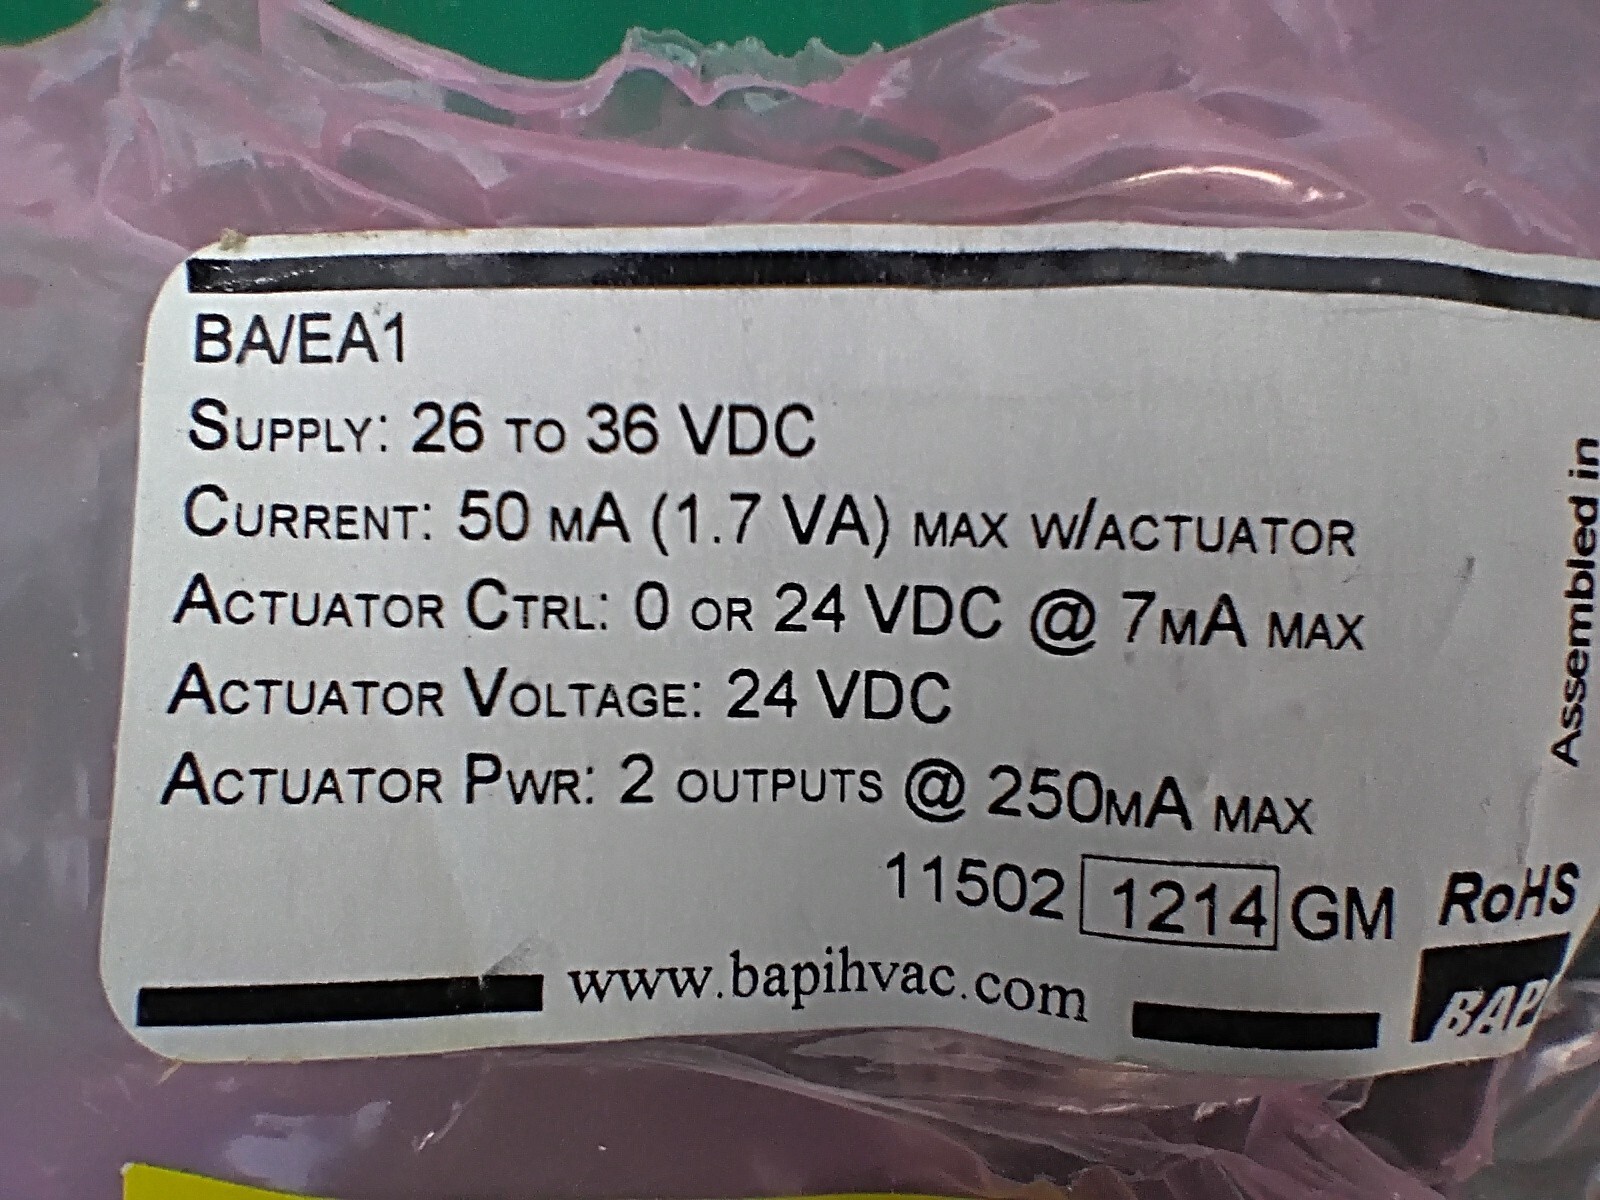 BA/EA1
SUPPLY: 26 TO 36 VDC
CURRENT: 50 MA (1.7 VA) MAX W/ACTUATOR
ACTUATOR CTRL: 0 OR 24 VDC @ 7MA MAX
ACTUATOR VOLTAGE: 24 VDC
ACTUATOR PWR: 2 OUTPUTS @ 250MA MAX
11502 1214 GM
RoHS
www.bapihvac.com
BAPI
Assembled in